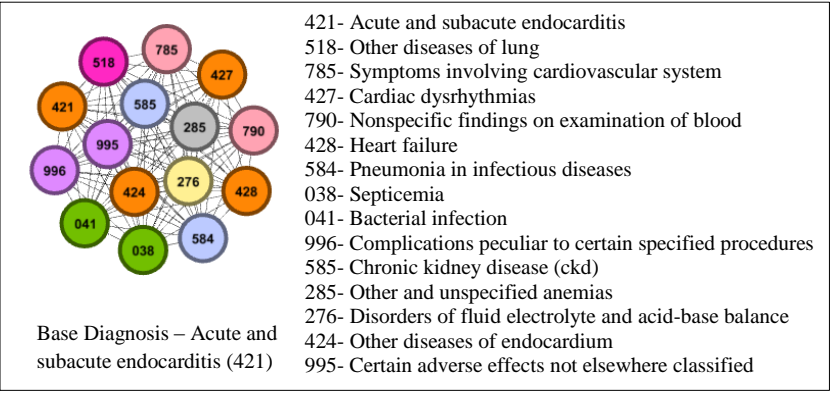 785
518
427
585
421
285
790
995
996
276
424
428
041
584
038
Base Diagnosis – Acute and
subacute endocarditis (421)
421- Acute and subacute endocarditis
518- Other diseases of lung
785- Symptoms involving cardiovascular system
427- Cardiac dysrhythmias
790- Nonspecific findings on examination of blood
428- Heart failure
584- Pneumonia in infectious diseases
038- Septicemia
041- Bacterial infection
996- Complications peculiar to certain specified procedures
585- Chronic kidney disease (ckd)
285- Other and unspecified anemias
276- Disorders of fluid electrolyte and acid-base balance
424- Other diseases of endocardium
995- Certain adverse effects not elsewhere classified